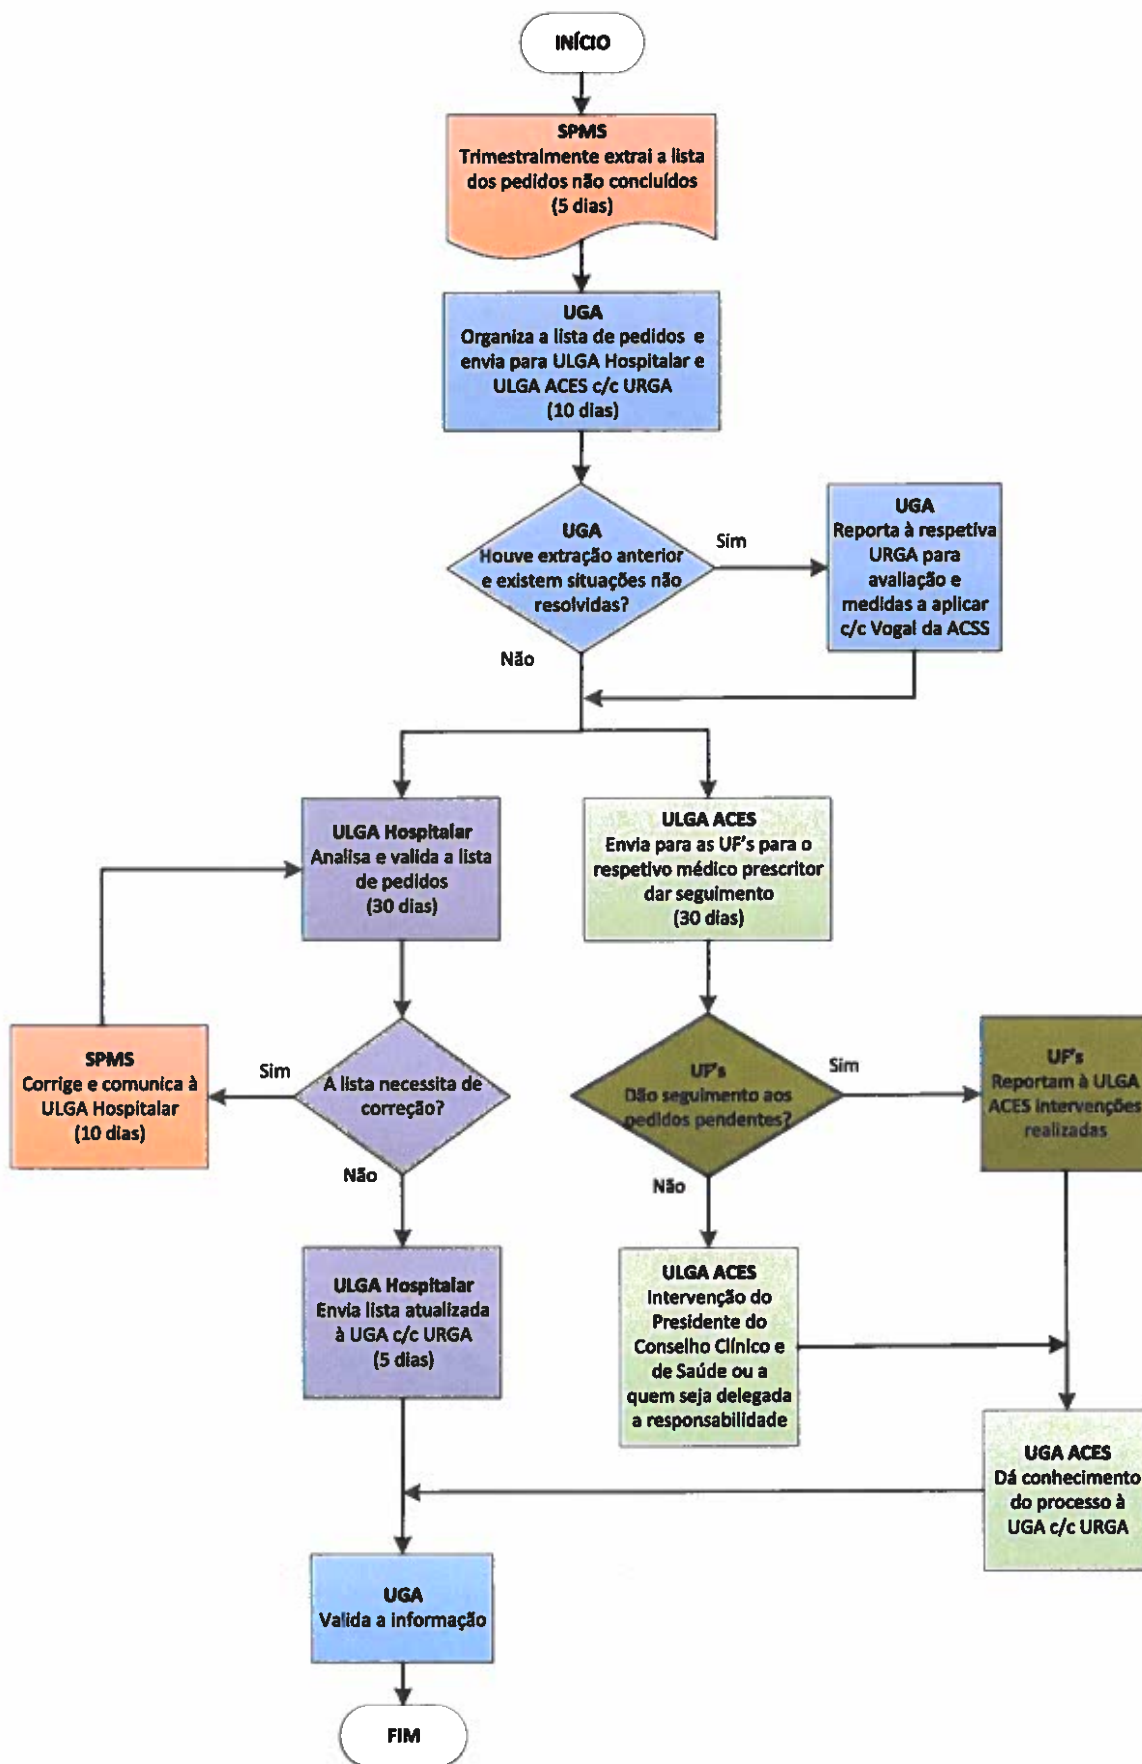 INÍCIO
SPMS
Trimestralmente extrai a lista
dos pedidos não concluídos
(5 dias)
UGA
Organiza a lista de pedidos e
envia para ULGA Hospitalar e
ULGA ACES c/c URGA
(10 dias)
UGA
Houve extração anterior
e existem situações não
resolvidas?
Sim
UGA
Reporta à respetiva
URGA para
avaliação e
medidas a aplicar
c/c Vogal da ACSS
Não
ULGA Hospitalar
Analisa e valida a lista
de pedidos
(30 dias)
ULGA ACES
Envia para as UF's para o
respetivo médico prescritor
dar seguimento
(30 dias)
SPMS
Corrige e comunica à
ULGA Hospitalar
(10 dias)
Sim
A lista necessita de
correção?
Não
UF's
Dão seguimento aos
pedidos pendentes?
Sim
UF's
Reportam à ULGA
ACES intervenções
realizadas
Não
ULGA Hospitalar
Envia lista atualizada
à UGA c/c URGA
(5 dias)
ULGA ACES
Intervenção do
Presidente do
Conselho Clínico e
de Saúde ou a
quem seja delegada
a responsabilidade
UGA ACES
Dá conhecimento
do processo à
UGA c/c URGA
UGA
Valida a informação
FIM